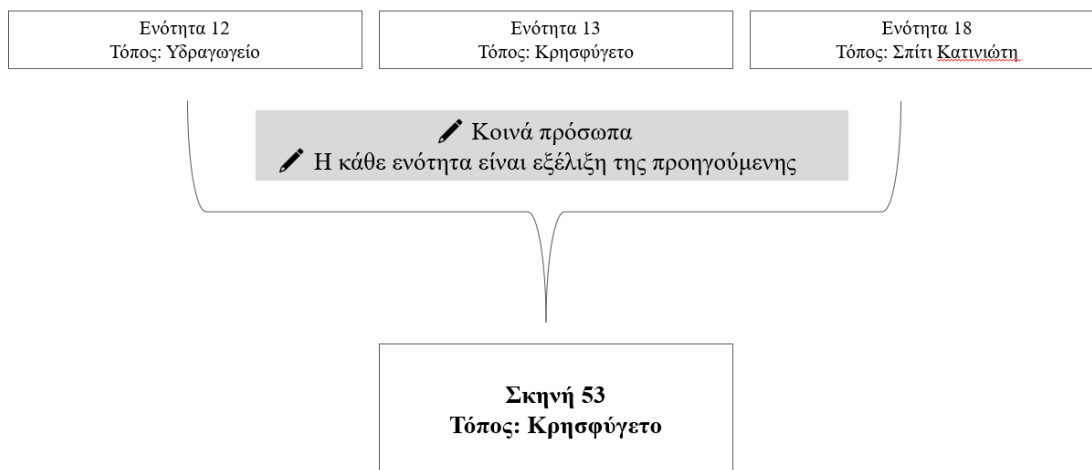 Ενότητα 12
Τόπος: Υδραγωγείο
Ενότητα 13
Τόπος: Κρησφύγετο
Ενότητα 18
Τόπος: Σπίτι Κατινιώτη
Κοινά πρόσωπα
Η κάθε ενότητα είναι εξέλιξη της προηγούμενης
Σκηνή 53
Τόπος: Κρησφύγετο